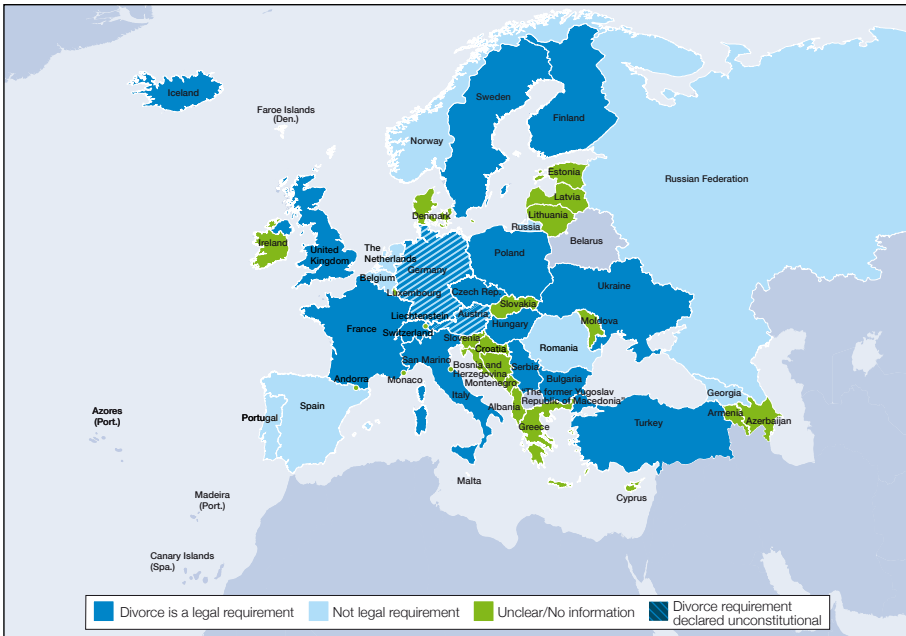 Iceland
Faroe Islands
(Den.)
Sweden
Finland
Norway
Russian Federation
Estonia
Latvia
Lithuania
Denmark
Russia
Belarus
Ireland
United
Kingdom
The
Netherlands
Germany
Poland
Belgium
Luxembourg
Czech Rep.
Ukraine
Slovakia
Liechtenstein
Austria
Moldova
France
Switzerland
Hungary
Slovenia
Romania
Croatia
San Marino
Bosnia and
Herzegovina
Serbia
Andorra
Monaco
Italy
Montenegro
Bulgaria
"The former Yugoslav
Republic of Macedonia"
Georgia
Armenia
Azerbaijan
Azores
(Port.)
Portugal
Spain
Albania
Greece
Turkey
Malta
Cyprus
Madeira
(Port.)
Canary Islands
(Spa.)
Divorce is a legal requirement
Not legal requirement
Unclear/No information
Divorce requirement
declared unconstitutional